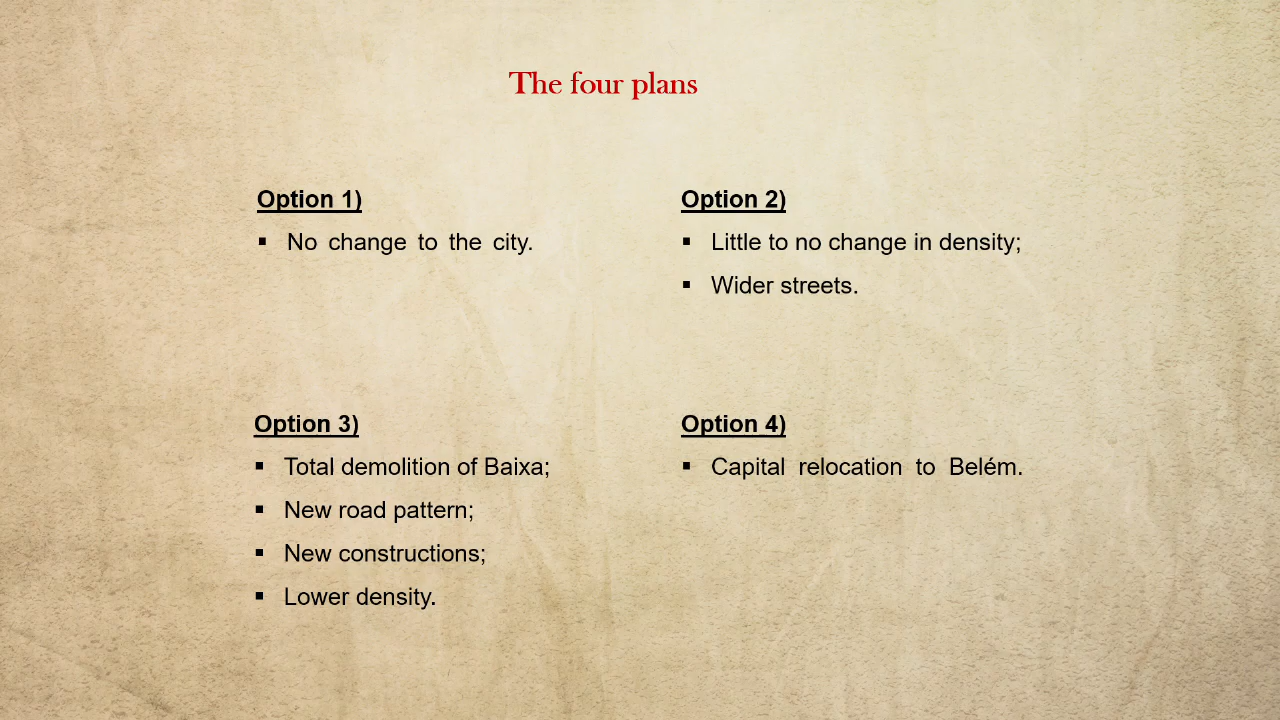 The four plans
Option 1)
▪ No change to the city.
Option 2)
▪ Little to no change in density;
▪ Wider streets.
Option 3)
▪ Total demolition of Baixa;
▪ New road pattern;
▪ New constructions;
▪ Lower density.
Option 4)
▪ Capital relocation to Belém.